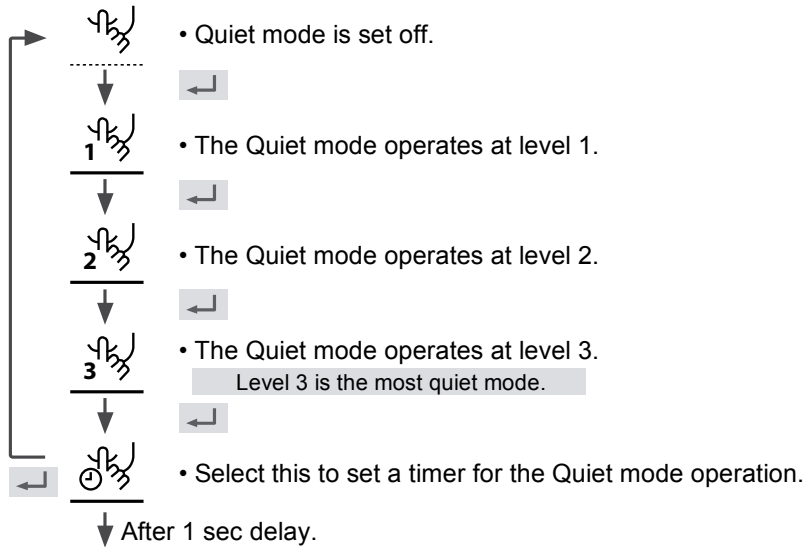 • Quiet mode is set off.
1
• The Quiet mode operates at level 1.
2
• The Quiet mode operates at level 2.
3
• The Quiet mode operates at level 3.
Level 3 is the most quiet mode.
• Select this to set a timer for the Quiet mode operation.
After 1 sec delay.